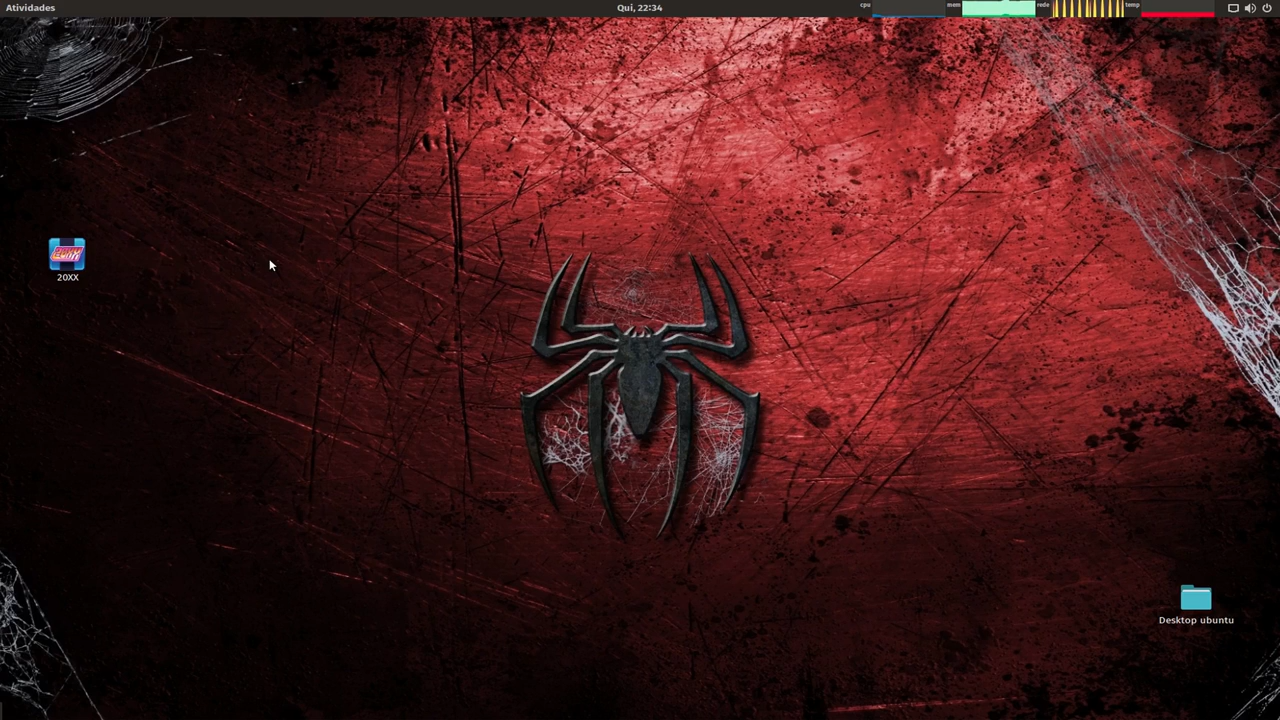 Atividades
Qui, 22:34
cpu
mem
rede
temp
20XX
Desktop ubuntu